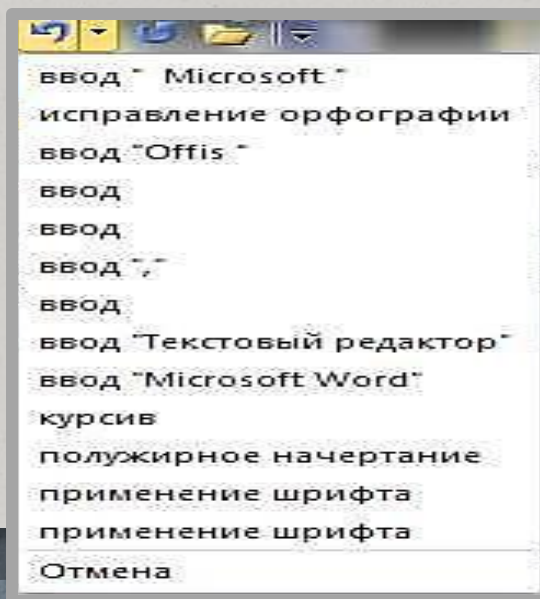 ввод " Microsoft "
исправление орфографии
ввод "Offis "
ввод
ввод
ввод ","
ввод
ввод "Текстовый редактор"
ввод "Microsoft Word"
курсив
полужирное начертание
применение шрифта
применение шрифта
Отмена